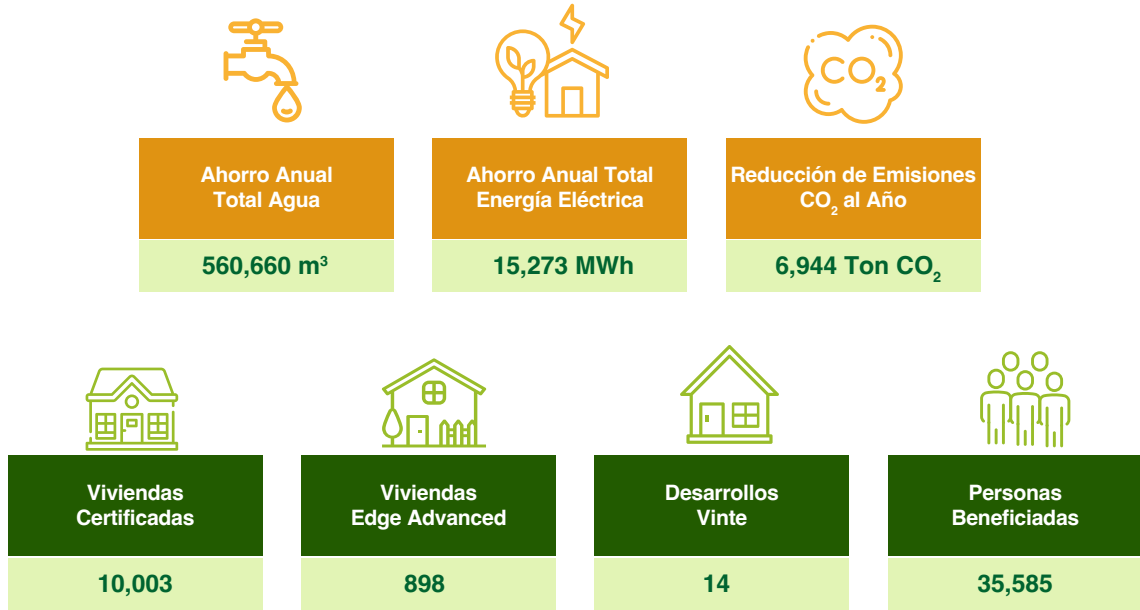 CO₂
Ahorro Anual
Total Agua
560,660 m³
Ahorro Anual Total
Energía Eléctrica
15,273 MWh
Reducción de Emisiones
CO₂ al Año
6,944 Ton CO₂
Viviendas
Certificadas
10,003
Viviendas
Edge Advanced
898
Desarrollos
Vinte
14
Personas
Beneficiadas
35,585